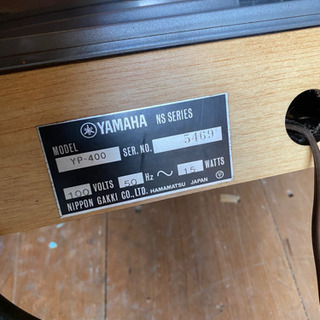 YAMAHA NS SERIES
MODEL YP-400 SER. NO. 5469
100 VOLTS 50 Hz ~ 15 WATTS
NIPPON GAKKI CO., LTD. HAMAMATSU JAPAN Y